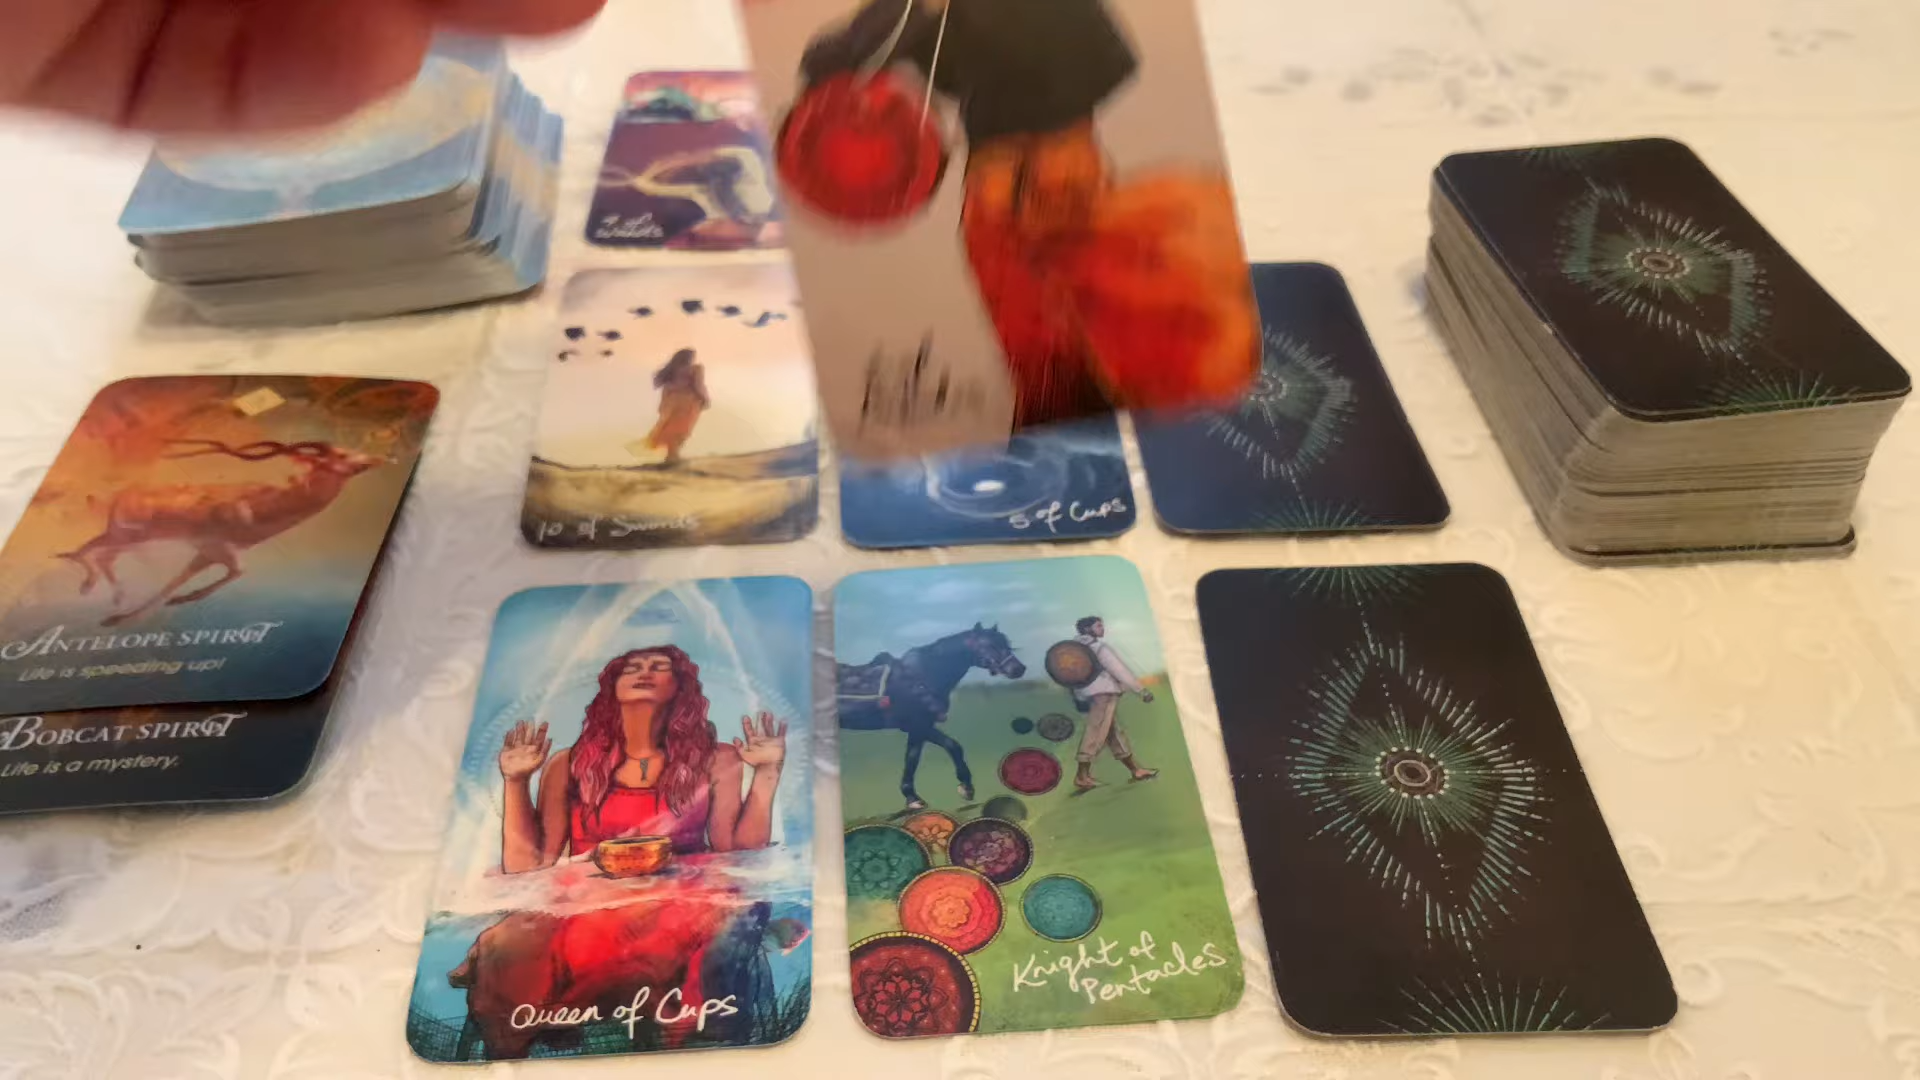 10 of Swords
5 of Cups
ANTELOPE SPIRIT
Life is speeding up!
BOBCAT SPIRIT
Life is a mystery.
Queen of Cups
Knight of
Pentacles